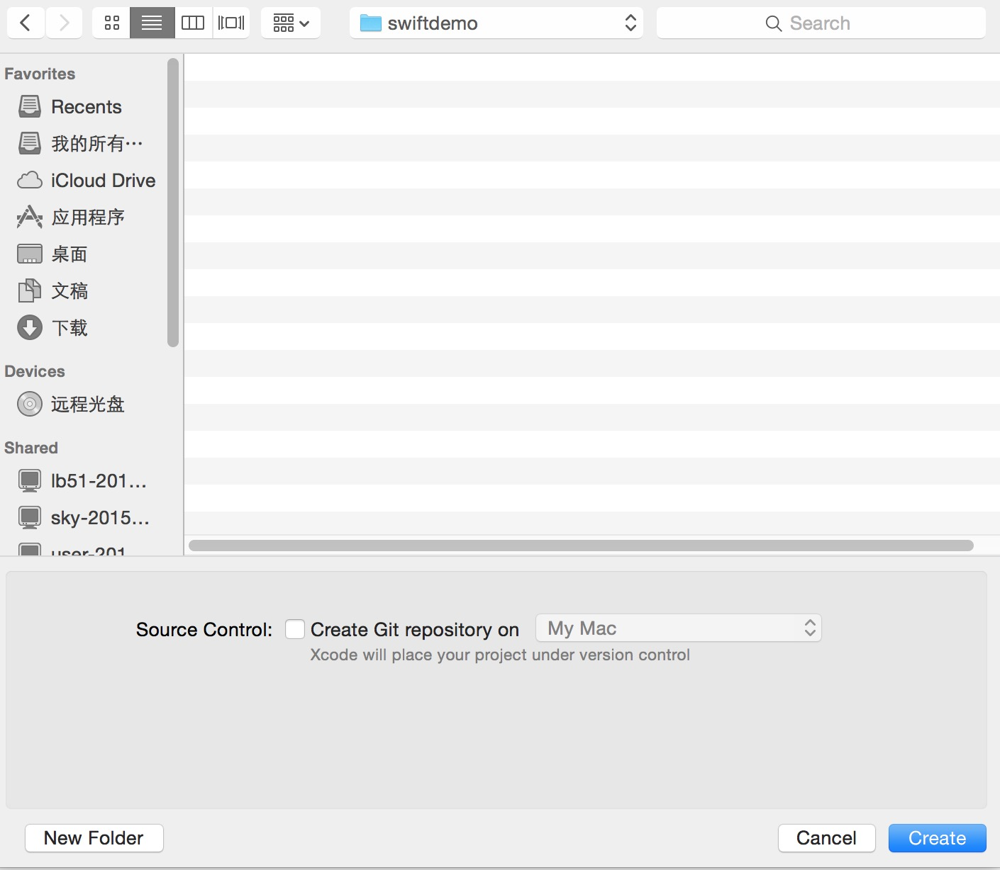 swiftdemo
Search
Favorites
Recents
我的所有…
iCloud Drive
应用程序
桌面
文稿
下载
Devices
远程光盘
Shared
lb51-201…
sky-2015…
user-201
Source Control: Create Git repository on My Mac
Xcode will place your project under version control
New Folder Cancel Create